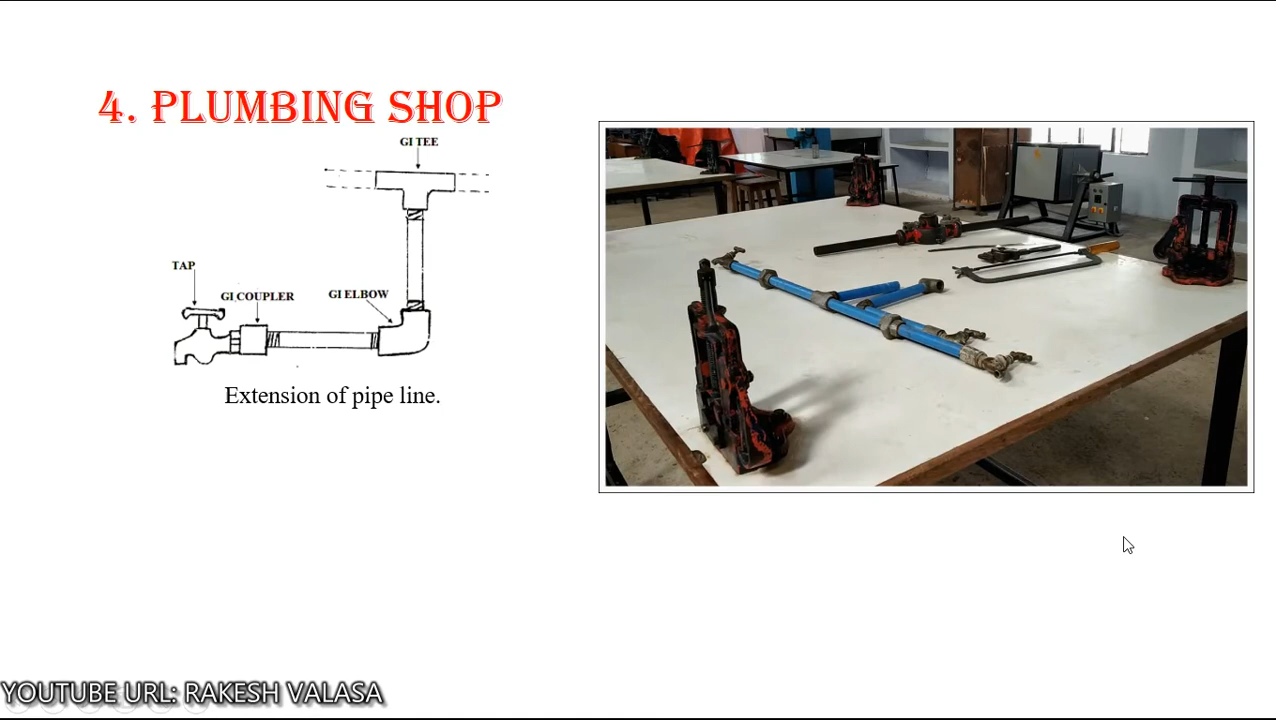 4. PLUMBING SHOP
GI TEE
TAP
GI COUPLER
GI ELBOW
Extension of pipe line.
YOUTUBE URL: RAKESH VALASA